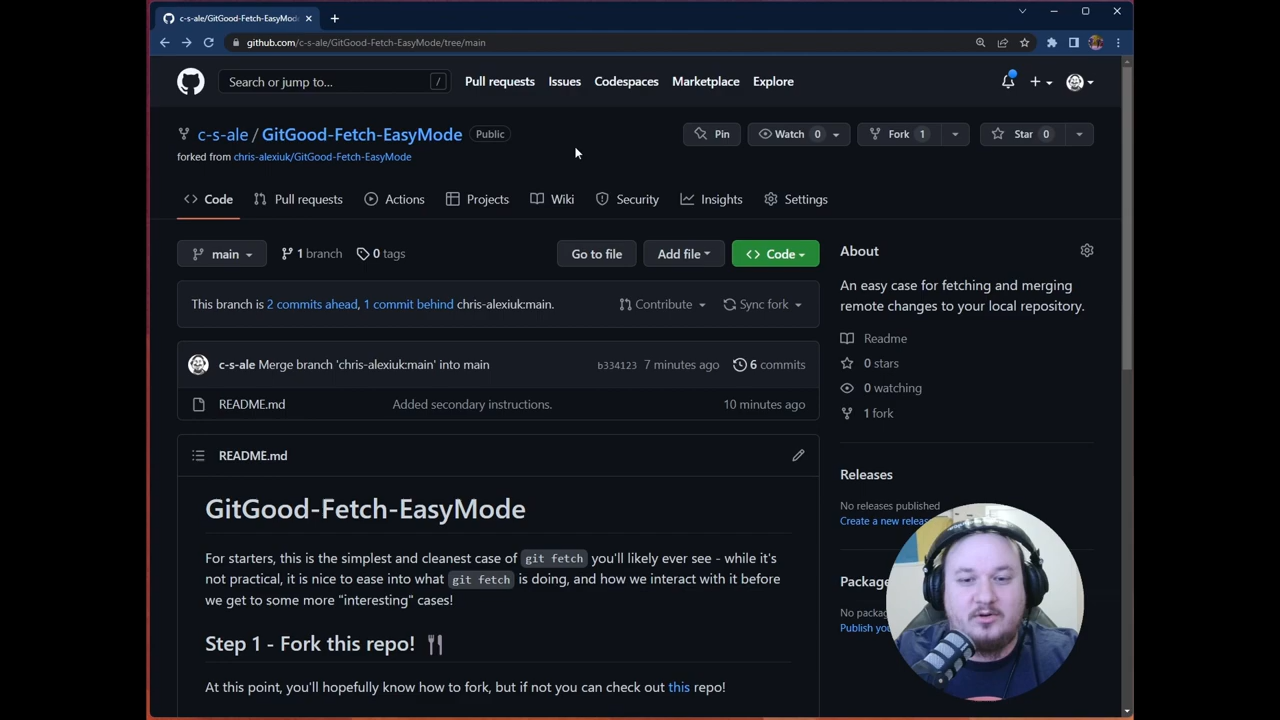 c-s-ale/GitGood-Fetch-EasyMode
github.com/c-s-ale/GitGood-Fetch-EasyMode/tree/main
Search or jump to... /
Pull requests Issues Codespaces Marketplace Explore
c-s-ale / GitGood-Fetch-EasyMode Public
Pin Watch 0 Fork 1 Star 0
forked from chris-alexiuk/GitGood-Fetch-EasyMode
Code Pull requests Actions Projects Wiki Security Insights Settings
main 1 branch 0 tags Go to file Add file Code
This branch is 2 commits ahead, 1 commit behind chris-alexiuk:main. Contribute Sync fork
c-s-ale Merge branch 'chris-alexiuk:main' into main b334123 7 minutes ago 6 commits
README.md Added secondary instructions. 10 minutes ago
README.md
GitGood-Fetch-EasyMode
For starters, this is the simplest and cleanest case of git fetch you'll likely ever see - while it's
not practical, it is nice to ease into what git fetch is doing, and how we interact with it before
we get to some more "interesting" cases!
Step 1 - Fork this repo! 🍴
At this point, you'll hopefully know how to fork, but if not you can check out this repo!
About
An easy case for fetching and merging
remote changes to your local repository.
Readme
0 stars
0 watching
1 fork
Releases
No releases published
Create a new
No
Publish